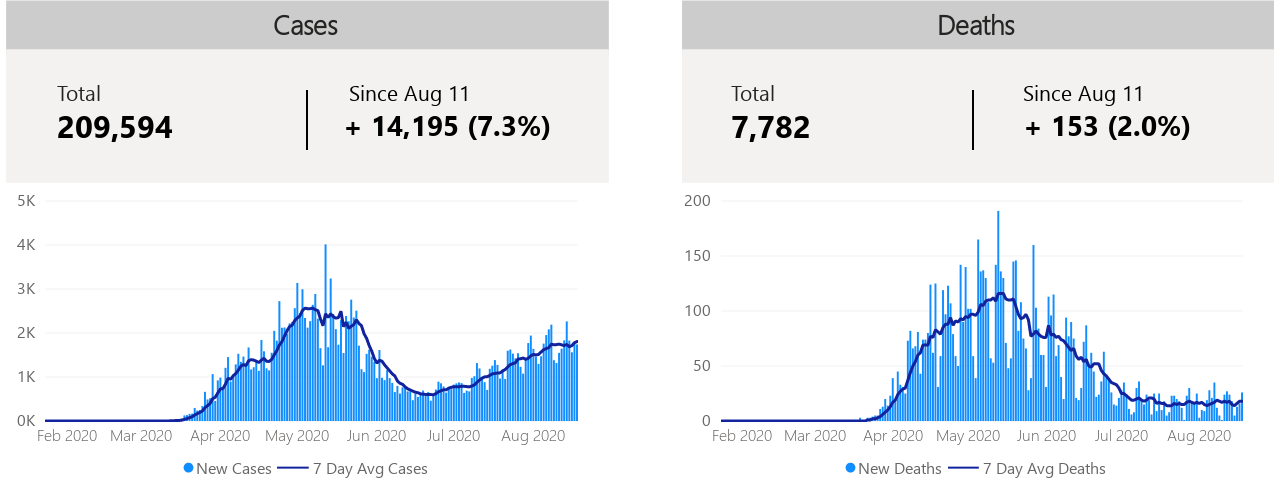 Cases
Total
209,594
Since Aug 11
+ 14,195 (7.3%)
5K
4K
3K
2K
1K
0K
Feb 2020 Mar 2020 Apr 2020 May 2020 Jun 2020 Jul 2020 Aug 2020
New Cases 7 Day Avg Cases
Deaths
Total
7,782
Since Aug 11
+ 153 (2.0%)
200
150
100
50
0
Feb 2020 Mar 2020 Apr 2020 May 2020 Jun 2020 Jul 2020 Aug 2020
New Deaths 7 Day Avg Deaths